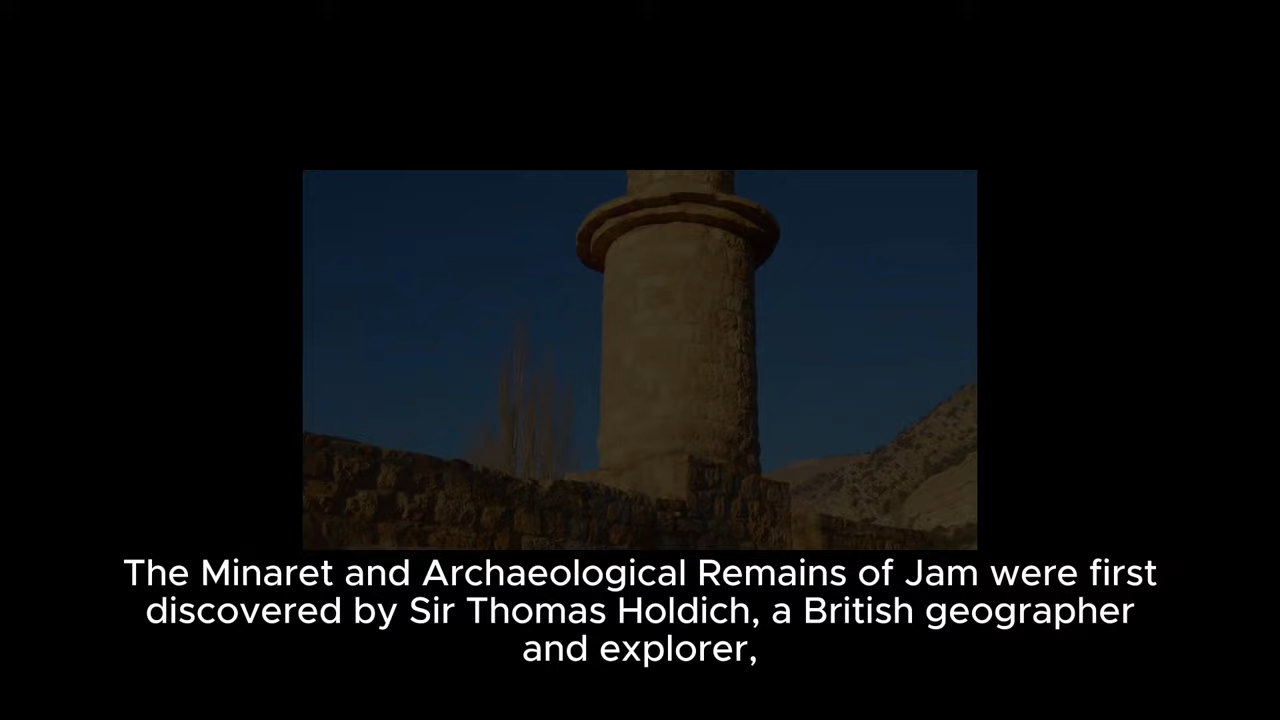 The Minaret and Archaeological Remains of Jam were first
discovered by Sir Thomas Holdich, a British geographer
and explorer,